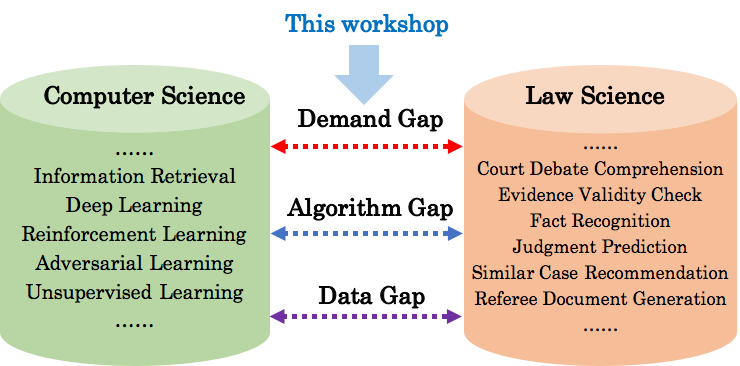 This workshop
Computer Science
Law Science
Demand Gap
Algorithm Gap
Data Gap
......
Information Retrieval
Deep Learning
Reinforcement Learning
Adversarial Learning
Unsupervised Learning
......
......
Court Debate Comprehension
Evidence Validity Check
Fact Recognition
Judgment Prediction
Similar Case Recommendation
Referee Document Generation
......